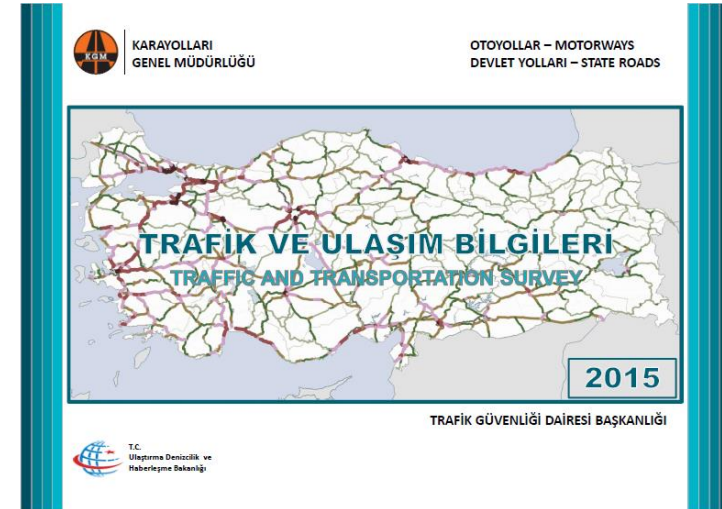 KGM
KARAYOLLARI
GENEL MÜDÜRLÜĞÜ
OTOYOLLAR – MOTORWAYS
DEVLET YOLLARI – STATE ROADS
TRAFİK VE ULAŞIM BİLGİLERİ
TRAFFIC AND TRANSPORTATION SURVEY
2015
TRAFİK GÜVENLİĞİ DAİRESİ BAŞKANLIĞI
T.C.
Ulaştırma Denizcilik ve
Haberleşme Bakanlığı